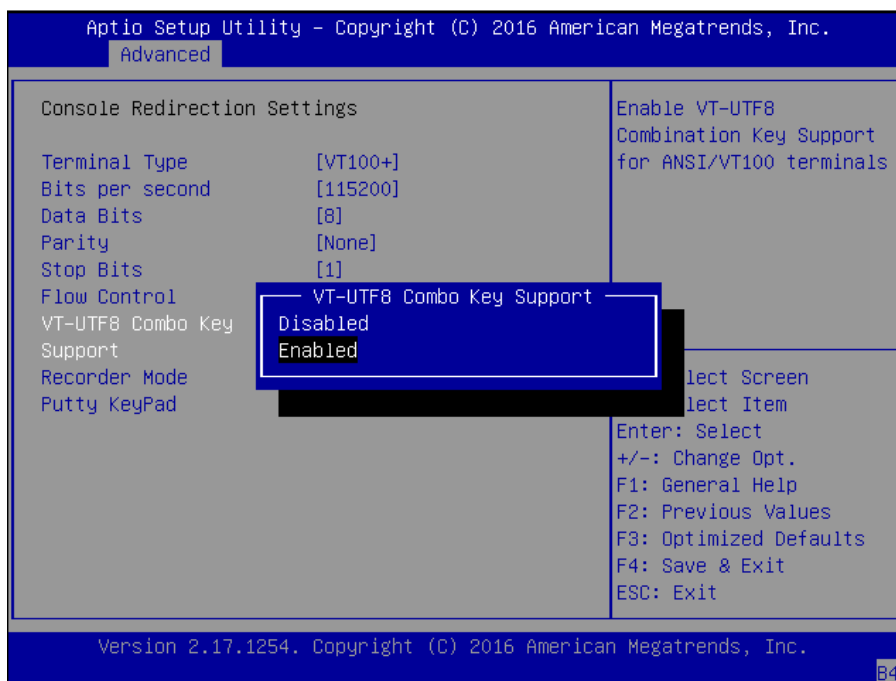 Aptio Setup Utility – Copyright (C) 2016 American Megatrends, Inc.
Advanced
Console Redirection Settings
Terminal Type [VT100+]
Bits per second [115200]
Data Bits [8]
Parity [None]
Stop Bits [1]
Flow Control
VT-UTF8 Combo Key
Support
Recorder Mode
Putty KeyPad
VT-UTF8 Combo Key Support
Disabled
Enabled
Enable VT-UTF8
Combination Key Support
for ANSI/VT100 terminals
lect Screen
lect Item
Enter: Select
+/-: Change Opt.
F1: General Help
F2: Previous Values
F3: Optimized Defaults
F4: Save & Exit
ESC: Exit
Version 2.17.1254. Copyright (C) 2016 American Megatrends, Inc.
B4